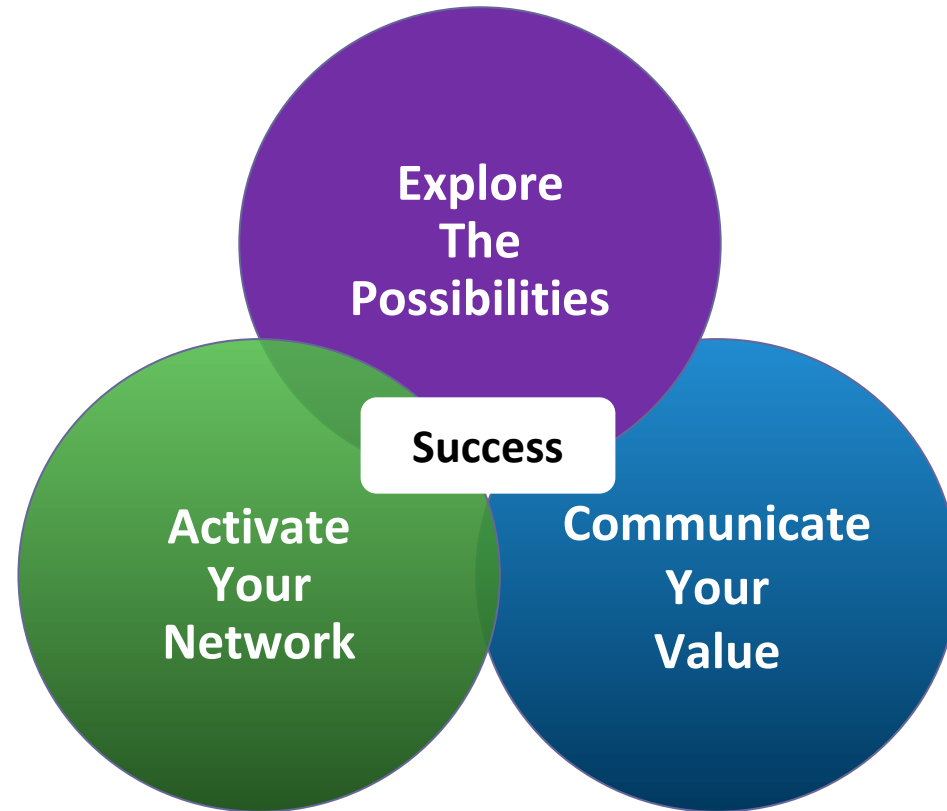 Explore
The
Possibilities
Success
Activate
Your
Network
Communicate
Your
Value